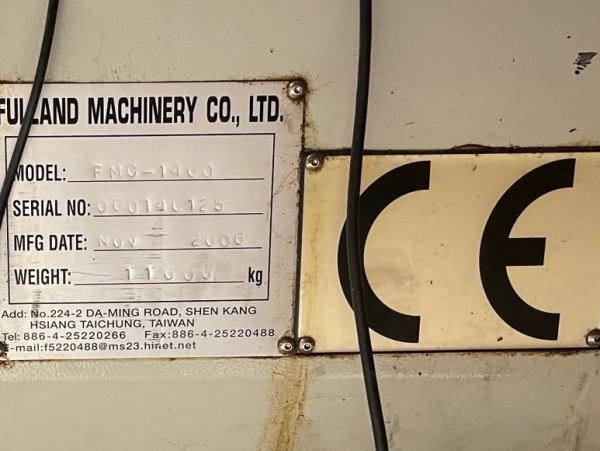 FULLAND MACHINERY CO., LTD.
MODEL: FMC-1400
SERIAL NO: 060140125
MFG DATE: NOV 2006
WEIGHT: 11000 kg
Add: No.224-2 DA-MING ROAD, SHEN KANG
HSIANG TAICHUNG, TAIWAN
Tel: 886-4-25220266 Fax:886-4-25220488
E-mail:f5220488@ms23.hinet.net
CE